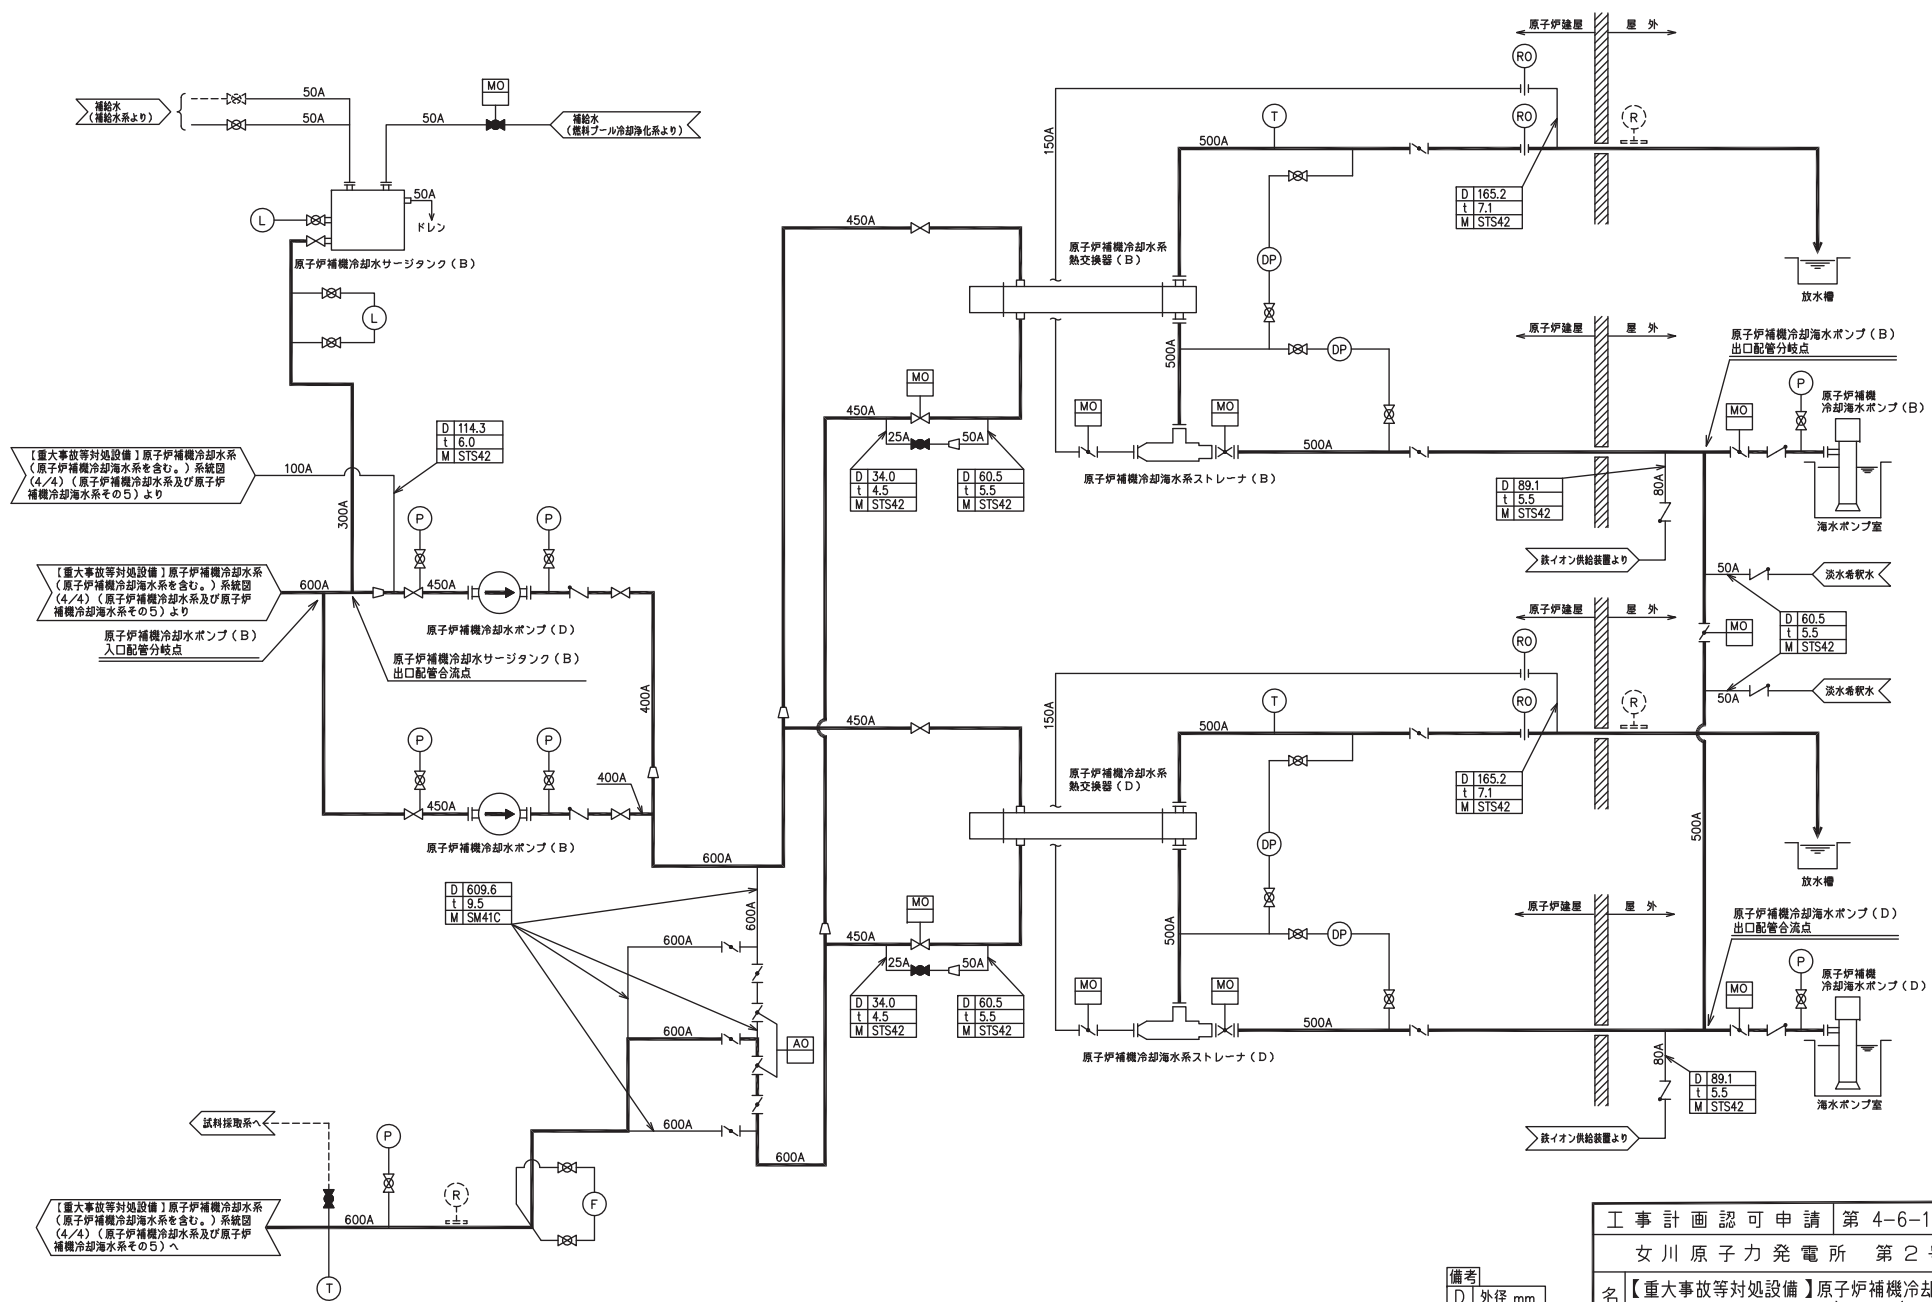 原子炉建屋
屋 外
RO
補給水
(補給水系より)
50A
50A
MO
50A
補給水
(燃料プール冷却浄化系より)
50A
ドレン
L
原子炉補機冷却水サージタンク(B)
L
【重大事故等対処設備】原子炉補機冷却水系
(原子炉補機冷却海水系を含む。)系統図
(4/4)(原子炉補機冷却水系及び原子炉
補機冷却海水系その5)より
100A
D 114.3
t 6.0
M STS42
300A
P
P
【重大事故等対処設備】原子炉補機冷却水系
(原子炉補機冷却海水系を含む。)系統図
(4/4)(原子炉補機冷却水系及び原子炉
補機冷却海水系その5)より
600A
450A
原子炉補機冷却水ポンプ(B)
入口配管分岐点
原子炉補機冷却水ポンプ(D)
原子炉補機冷却水サージタンク(B)
出口配管合流点
400A
P
P
400A
450A
原子炉補機冷却水ポンプ(B)
600A
D 609.6
t 9.5
M SM41C
600A
600A
600A
AO
600A
600A
試料採取系へ
P
R
F
【重大事故等対処設備】原子炉補機冷却水系
(原子炉補機冷却海水系を含む。)系統図
(4/4)(原子炉補機冷却水系及び原子炉
補機冷却海水系その5)へ
600A
T
450A
150A
T
500A
RO
R
D 165.2
t 7.1
M STS42
原子炉補機冷却水系
熱交換器(B)
DP
放水槽
500A
DP
MO
450A
25A
50A
D 34.0
t 4.5
M STS42
D 60.5
t 5.5
M STS42
MO
MO
500A
原子炉補機冷却海水系ストレーナ(B)
原子炉建屋
屋 外
原子炉補機冷却海水ポンプ(B)
出口配管分岐点
P
原子炉補機
冷却海水ポンプ(B)
MO
D 89.1
t 5.5
M STS42
80A
海水ポンプ室
鉄イオン供給装置より
50A
淡水希釈水
MO
D 60.5
t 5.5
M STS42
50A
淡水希釈水
原子炉建屋
屋 外
RO
450A
150A
T
500A
RO
R
原子炉補機冷却水系
熱交換器(D)
D 165.2
t 7.1
M STS42
DP
500A
放水槽
500A
DP
MO
450A
25A
50A
D 34.0
t 4.5
M STS42
D 60.5
t 5.5
M STS42
MO
MO
500A
原子炉補機冷却海水系ストレーナ(D)
原子炉建屋
屋 外
原子炉補機冷却海水ポンプ(D)
出口配管合流点
P
原子炉補機
冷却海水ポンプ(D)
MO
80A
D 89.1
t 5.5
M STS42
海水ポンプ室
鉄イオン供給装置より
備考
D 外径 mm
工事計画認可申請 第 4-6-1
女川原子力発電所 第2
名 【重大事故等対処設備】原子炉補機冷却